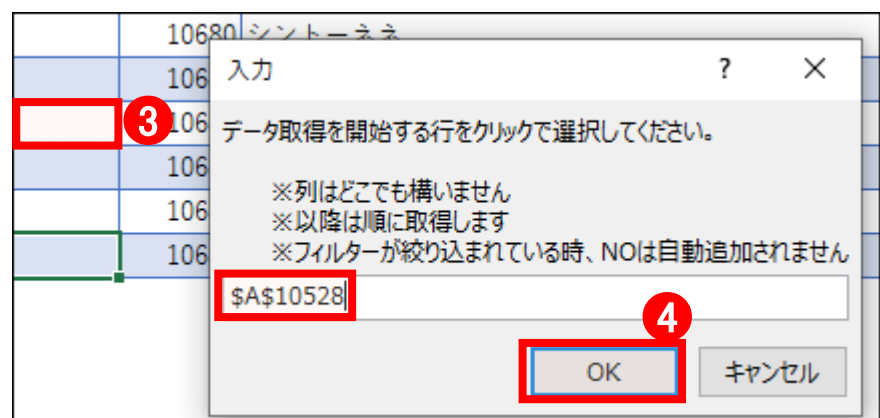 10680 シントーネネ
106
106
106
106
106
③
入力 ? ×
データ取得を開始する行をクリックで選択してください。
※列はどこでも構いません
※以降は順に取得します
※フィルターが絞り込まれている時、NOは自動追加されません
$A$10528
④
OK キャンセル